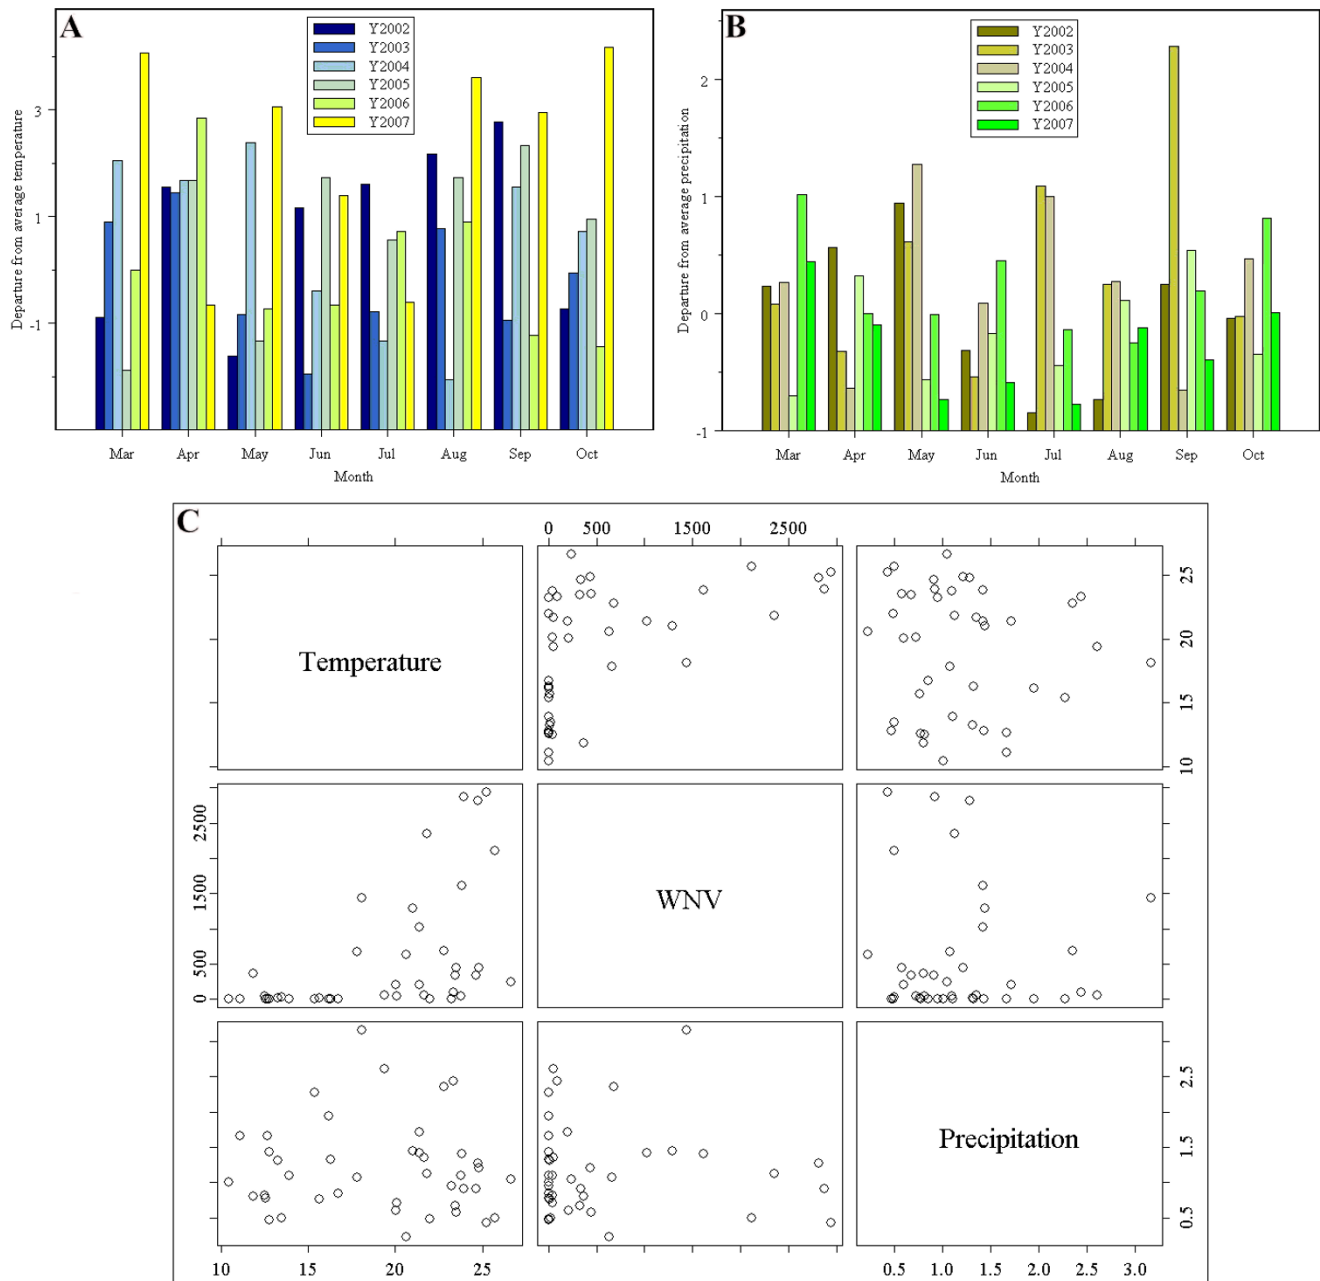 A
Y2002
Y2003
Y2004
Y2005
Y2006
Y2007
Departure from average temperature
3
1
-1
Mar Apr May Jun Jul Aug Sep Oct
Month
B
Y2002
Y2003
Y2004
Y2005
Y2006
Y2007
Departure from average precipitation
2
1
0
-1
Mar Apr May Jun Jul Aug Sep Oct
Month
C
0 500 1500 2500
Temperature
25
20
15
10
2500
1500
500
0
WNV
Precipitation
2.5
1.5
0.5
10 15 20 25
0.5 1.0 1.5 2.0 2.5 3.0